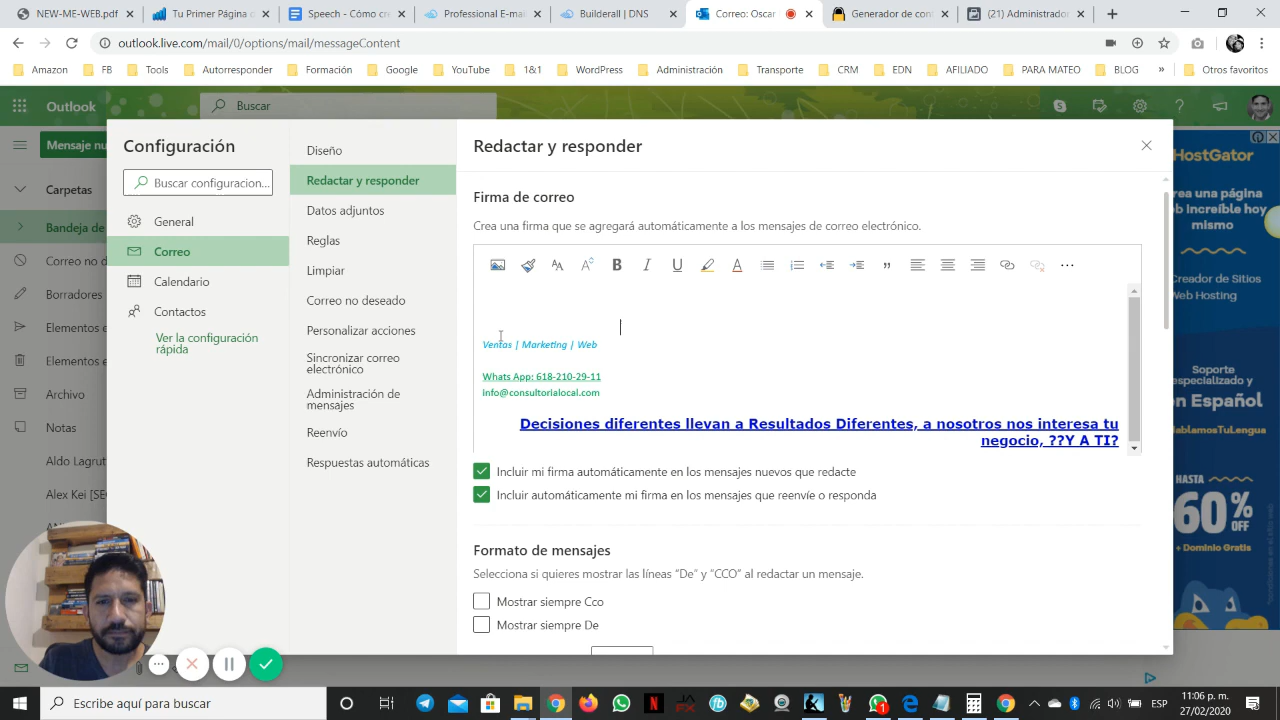 NEW-ME-WEB
Tu primer Página d
Speech - ¿Cómo cre
Promesa a Familiar
Builderall DNS
CCO: Oscar
Diferenciador de con
(21) Administrador
outlook.live.com/mail/0/options/messageContent
Amazon
FB
Tools
Autorresponder
Formación
Google
YouTube
1&1
WordPress
Administración
Transporte
CRM
EDN
AFILIADO
PARA MATEO
BLOG
»
Otros favoritos
Outlook
Buscar
Mensaje nu
Carpetas
Bandeja de
Correo no d
Borradores
Elementos e
Elementos e
Archivo
Notas
Aldo Lagrut
Alex Kei [SE
Configuración
Buscar configuracion...
General
Correo
Calendario
Contactos
Ver la configuración
rápida
Diseño
Redactar y responder
Datos adjuntos
Reglas
Limpiar
Correo no deseado
Personalizar acciones
Sincronizar correo
electrónico
Administración de
mensajes
Reenvío
Respuestas automáticas
Redactar y responder
Firma de correo
Crea una firma que se agregará automáticamente a los mensajes de correo electrónico.
Ventas | Marketing | Web
Whats App: 618-210-29-11
info@consultorialocal.com
Decisiones diferentes llevan a Resultados Diferentes, a nosotros nos interesa tu
negocio, ??Y A TI?
Incluir mi firma automáticamente en los mensajes nuevos que redacte
Incluir automáticamente mi firma en los mensajes que reenvíe o responda
Formato de mensajes
Selecciona si quieres mostrar las líneas "De" y "CCO" al redactar un mensaje.
Mostrar siempre Cco
Mostrar siempre De
HostGator
rea una página
eb increíble hoy
mismo
Creador de Sitios
Web Hosting
Soporte
especializado y
en Español
HablamosTuLengua
HASTA
60%
OFF
+ Dominio Gratis
Escribe aquí para buscar
ESP
11:06 p. m.
27/02/2020